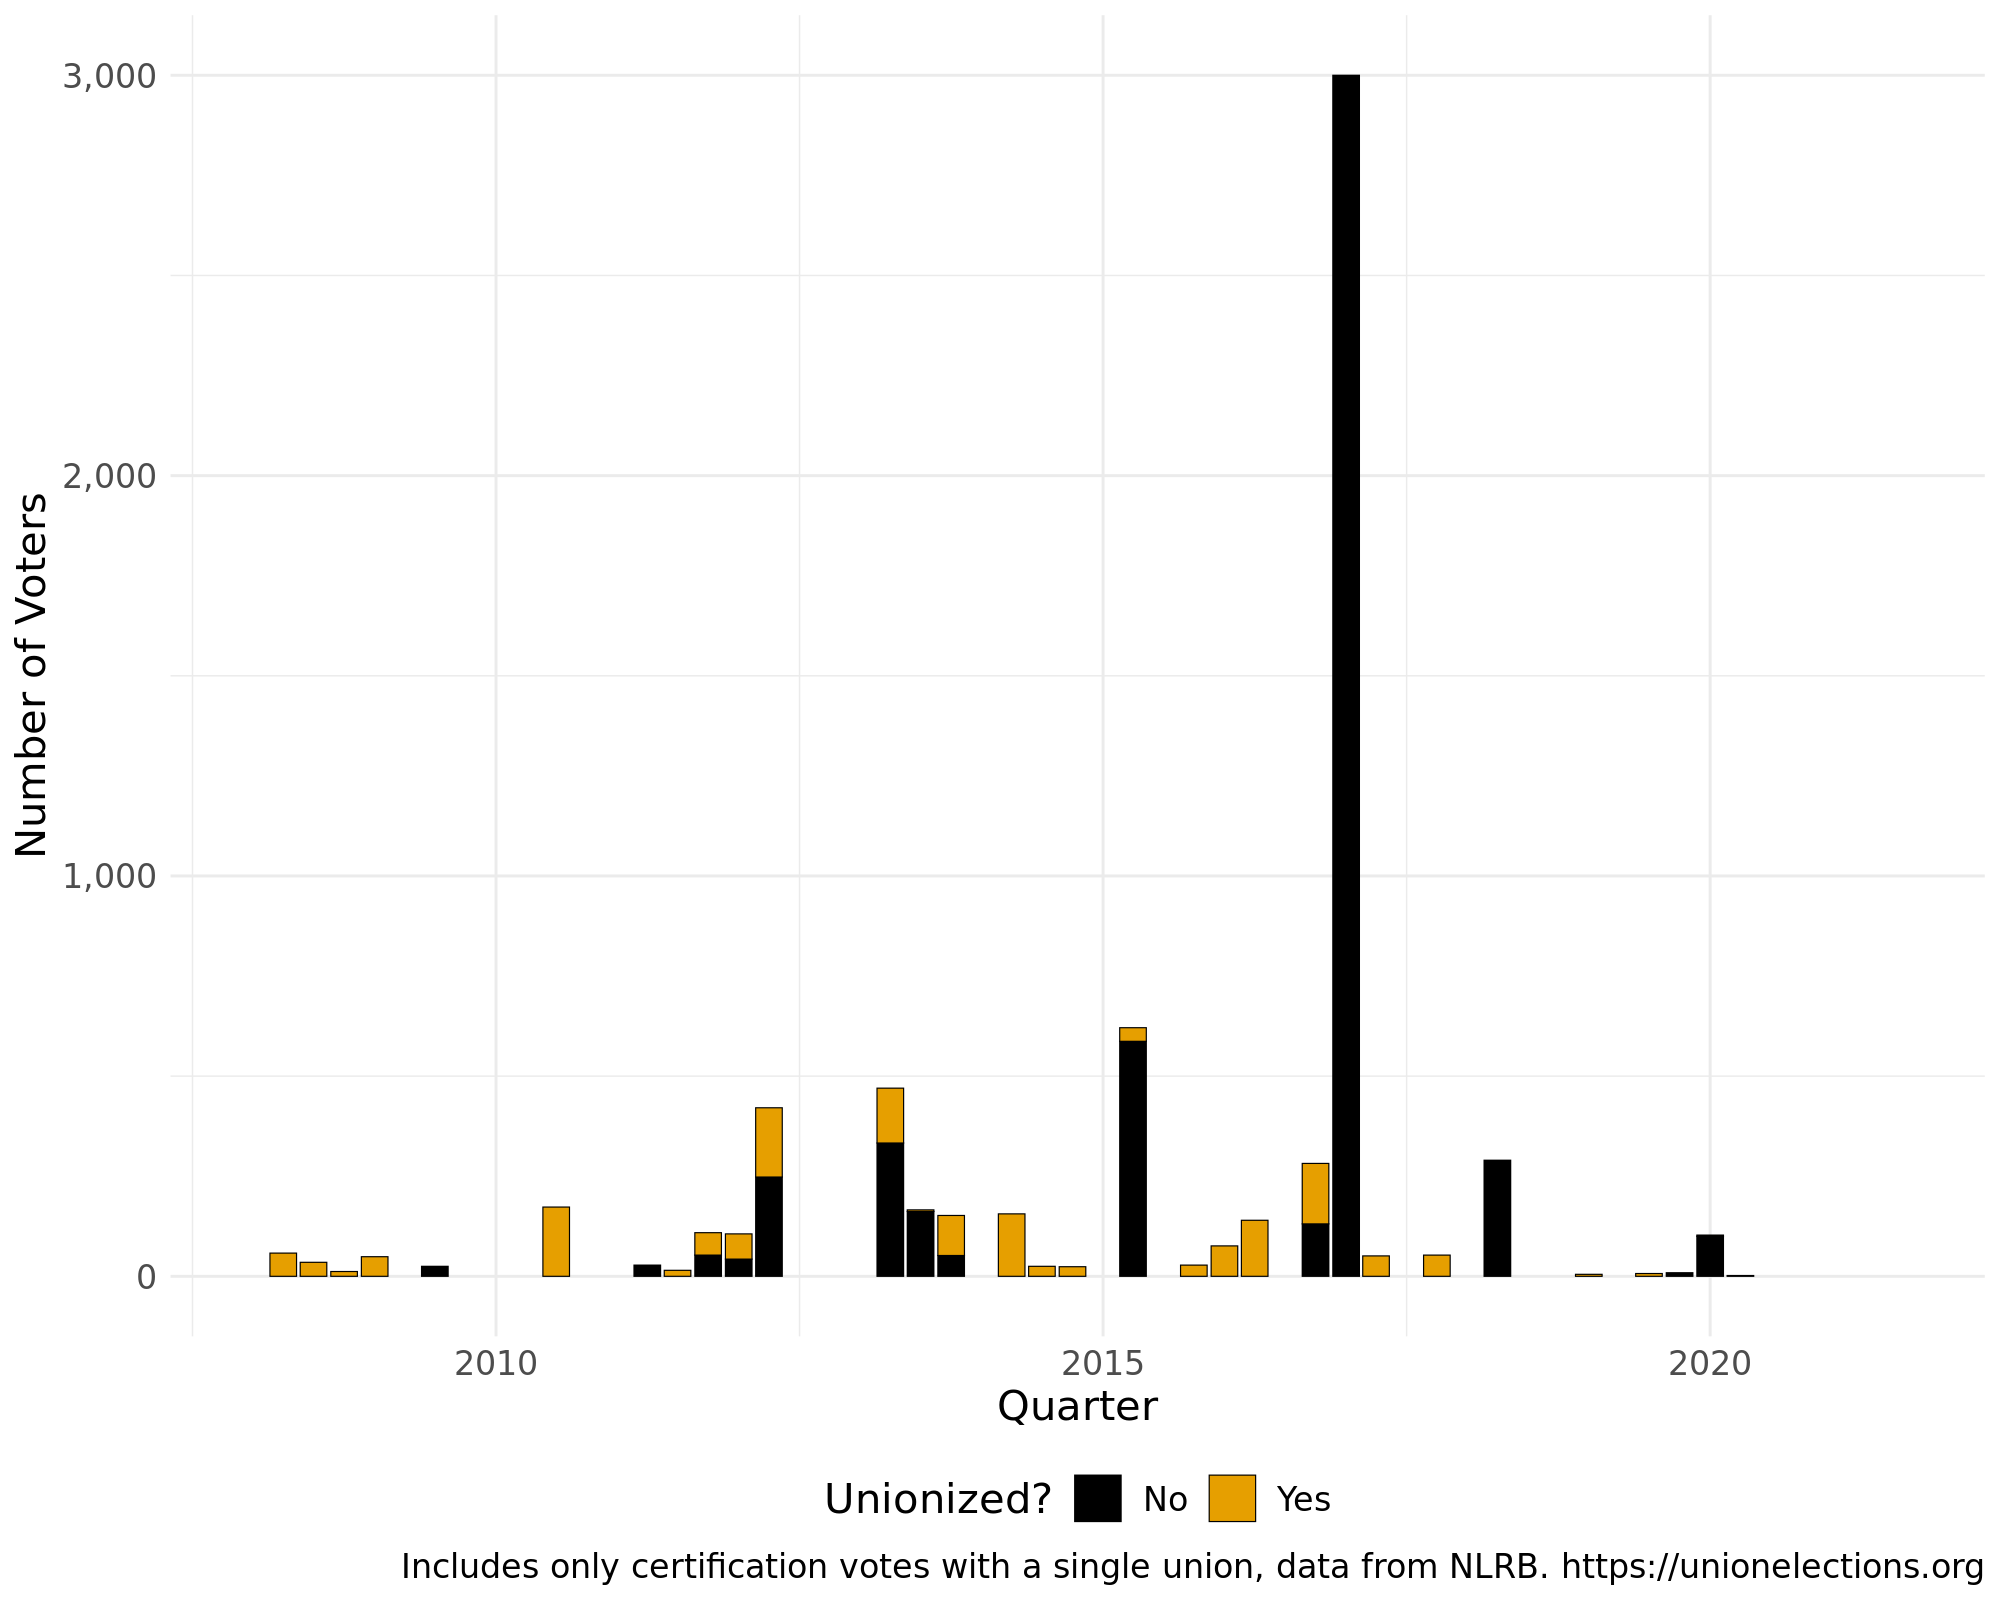 3,000
2,000
1,000
0
Number of Voters
2010 2015 2020
Quarter
Unionized? No Yes
Includes only certification votes with a single union, data from NLRB. https://unionelections.org